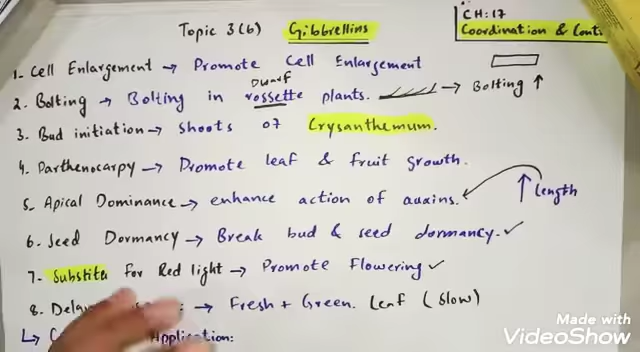 CH:17
Topic 3(b) Gibbrellins
Coordination & Cont
1- Cell Enlargement → Promote Cell Enlargement
Dwarf
2. Bolting → Bolting in rossette plants. → Bolting ↑
3. Bud initiation → shoots of Crysanthemum.
4. Parthenocarpy → Promote leaf & fruit growth.
5. Apical Dominance → enhance action of auxins. ↑ length
6. Seed Dormancy → Break bud & seed dormancy. ✓
7- Substite for Red light → Promote Flowering ✓
8. → Fresh + Green. Leaf (Slow)
↳ Application:
Made with
VideoShow